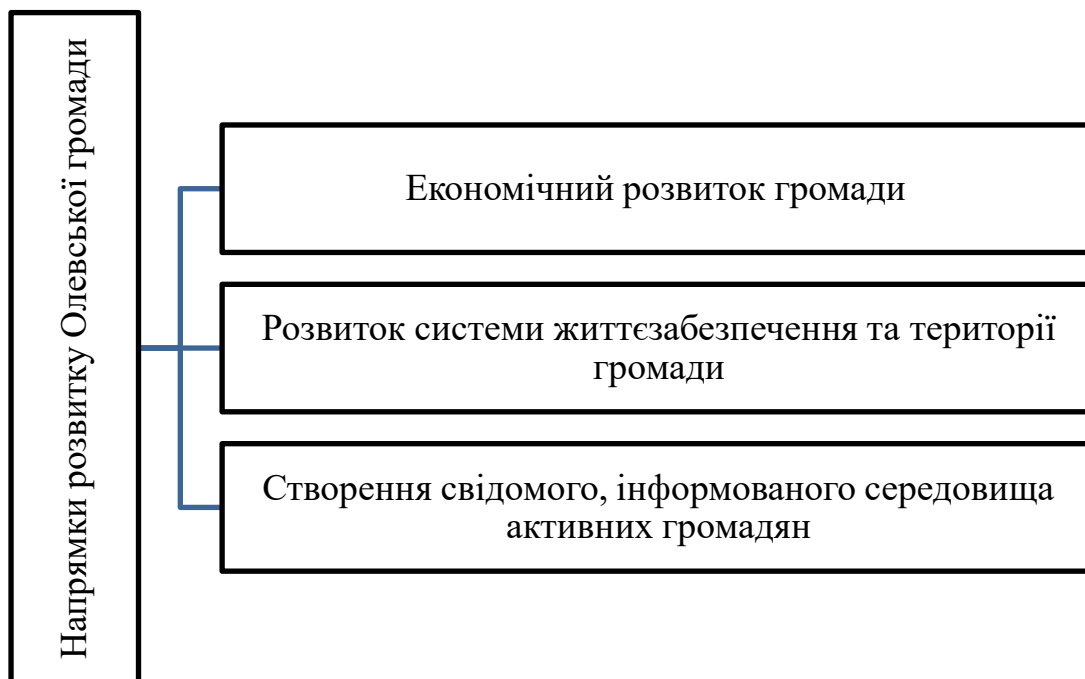 Напрямки розвитку Олевської громади
Економічний розвиток громади
Розвиток системи життєзабезпечення та території
громади
Створення свідомого, інформованого середовища
активних громадян